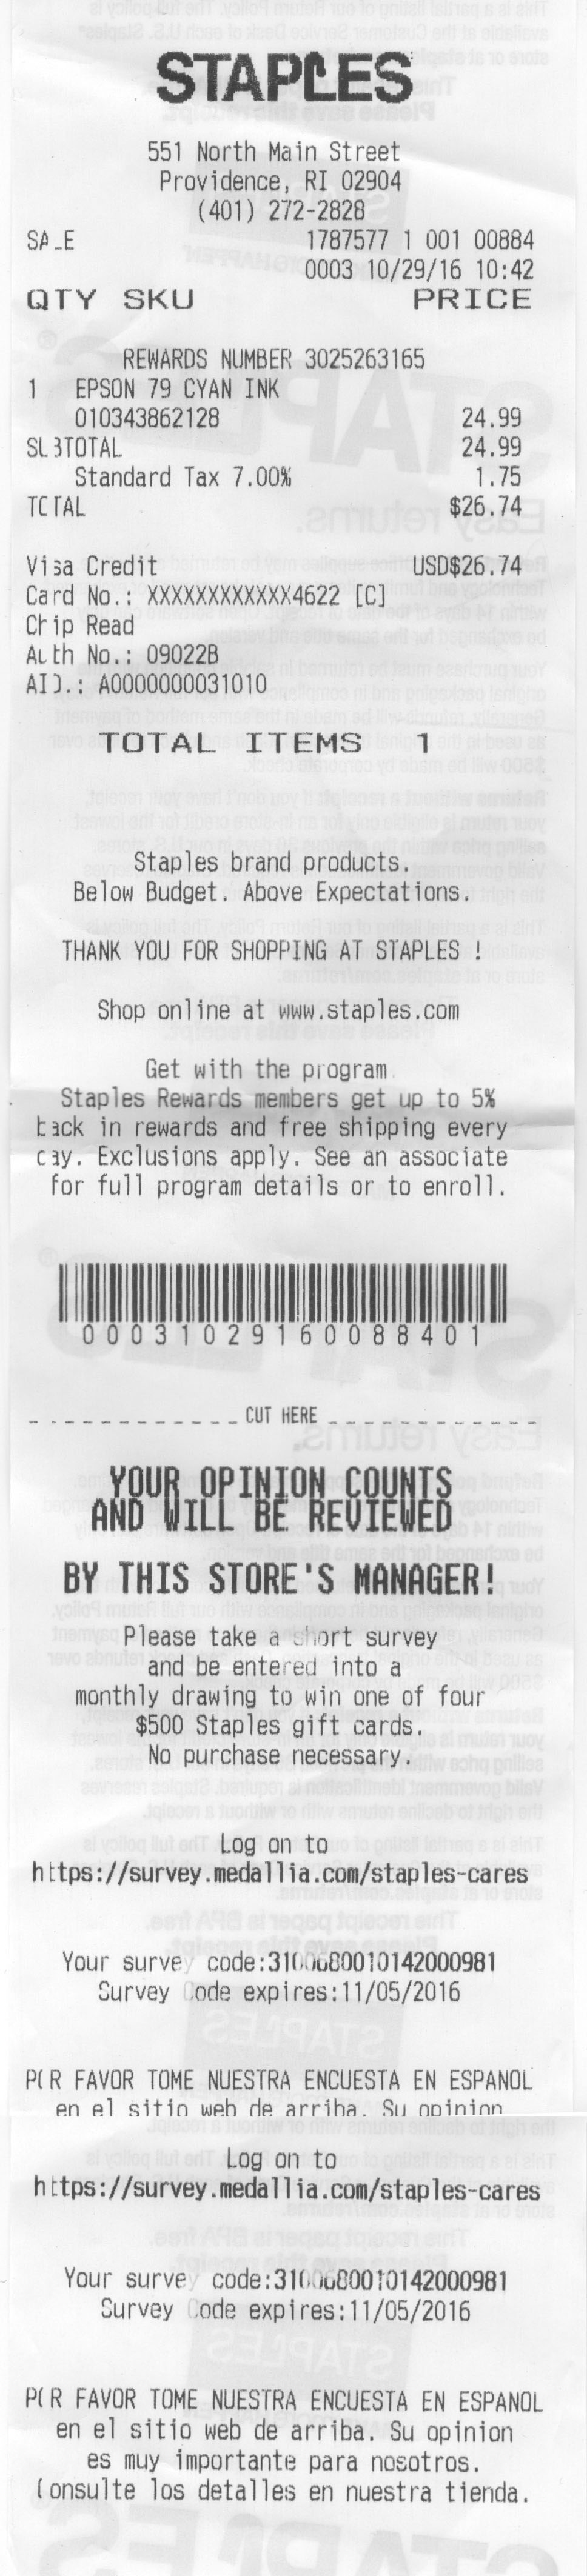 STAPLES
551 North Main Street
Providence, RI 02904
(401) 272-2828
SALE 1787577 1 001 00884
0003 10/29/16 10:42
QTY SKU PRICE
REWARDS NUMBER 3025263165
1 EPSON 79 CYAN INK
010343862128 24.99
SUBTOTAL 24.99
Standard Tax 7.00% 1.75
TOTAL $26.74
Visa Credit USD$26.74
Card No.: XXXXXXXXXXXX4622 [C]
Chip Read
Auth No.: 09022B
AID.: A0000000031010
TOTAL ITEMS 1
Staples brand products.
Below Budget. Above Expectations.
THANK YOU FOR SHOPPING AT STAPLES !
Shop online at www.staples.com
Get with the program.
Staples Rewards members get up to 5%
back in rewards and free shipping every
day. Exclusions apply. See an associate
for full program details or to enroll.
00031029160088401
CUT HERE
YOUR OPINION COUNTS
AND WILL BE REVIEWED
BY THIS STORE'S MANAGER!
Please take a short survey
and be entered into a
monthly drawing to win one of four
$500 Staples gift cards.
No purchase necessary.
Log on to
https://survey.medallia.com/staples-cares
Your survey code:3100680010142000981
Survey Code expires:11/05/2016
POR FAVOR TOME NUESTRA ENCUESTA EN ESPANOL
en el sitio web de arriba. Su opinion
Log on to
https://survey.medallia.com/staples-cares
Your survey code:3100680010142000981
Survey Code expires:11/05/2016
POR FAVOR TOME NUESTRA ENCUESTA EN ESPANOL
en el sitio web de arriba. Su opinion
es muy importante para nosotros.
Consulte los detalles en nuestra tienda.